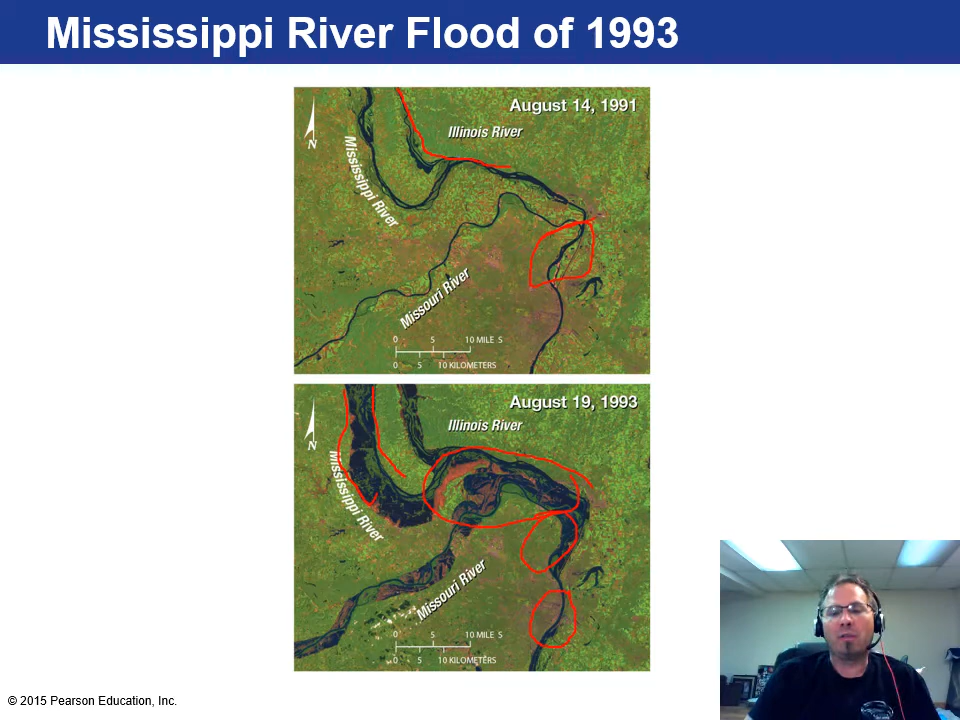 Mississippi River Flood of 1993
August 14, 1991
Illinois River
N
Mississippi River
Missouri River
0 5 10 MILE S
0 5 10 KILOMETERS
August 19, 1993
Illinois River
N
Mississippi River
Missouri River
0 5 10 MILE S
0 5 10 KILOMETERS
© 2015 Pearson Education, Inc.